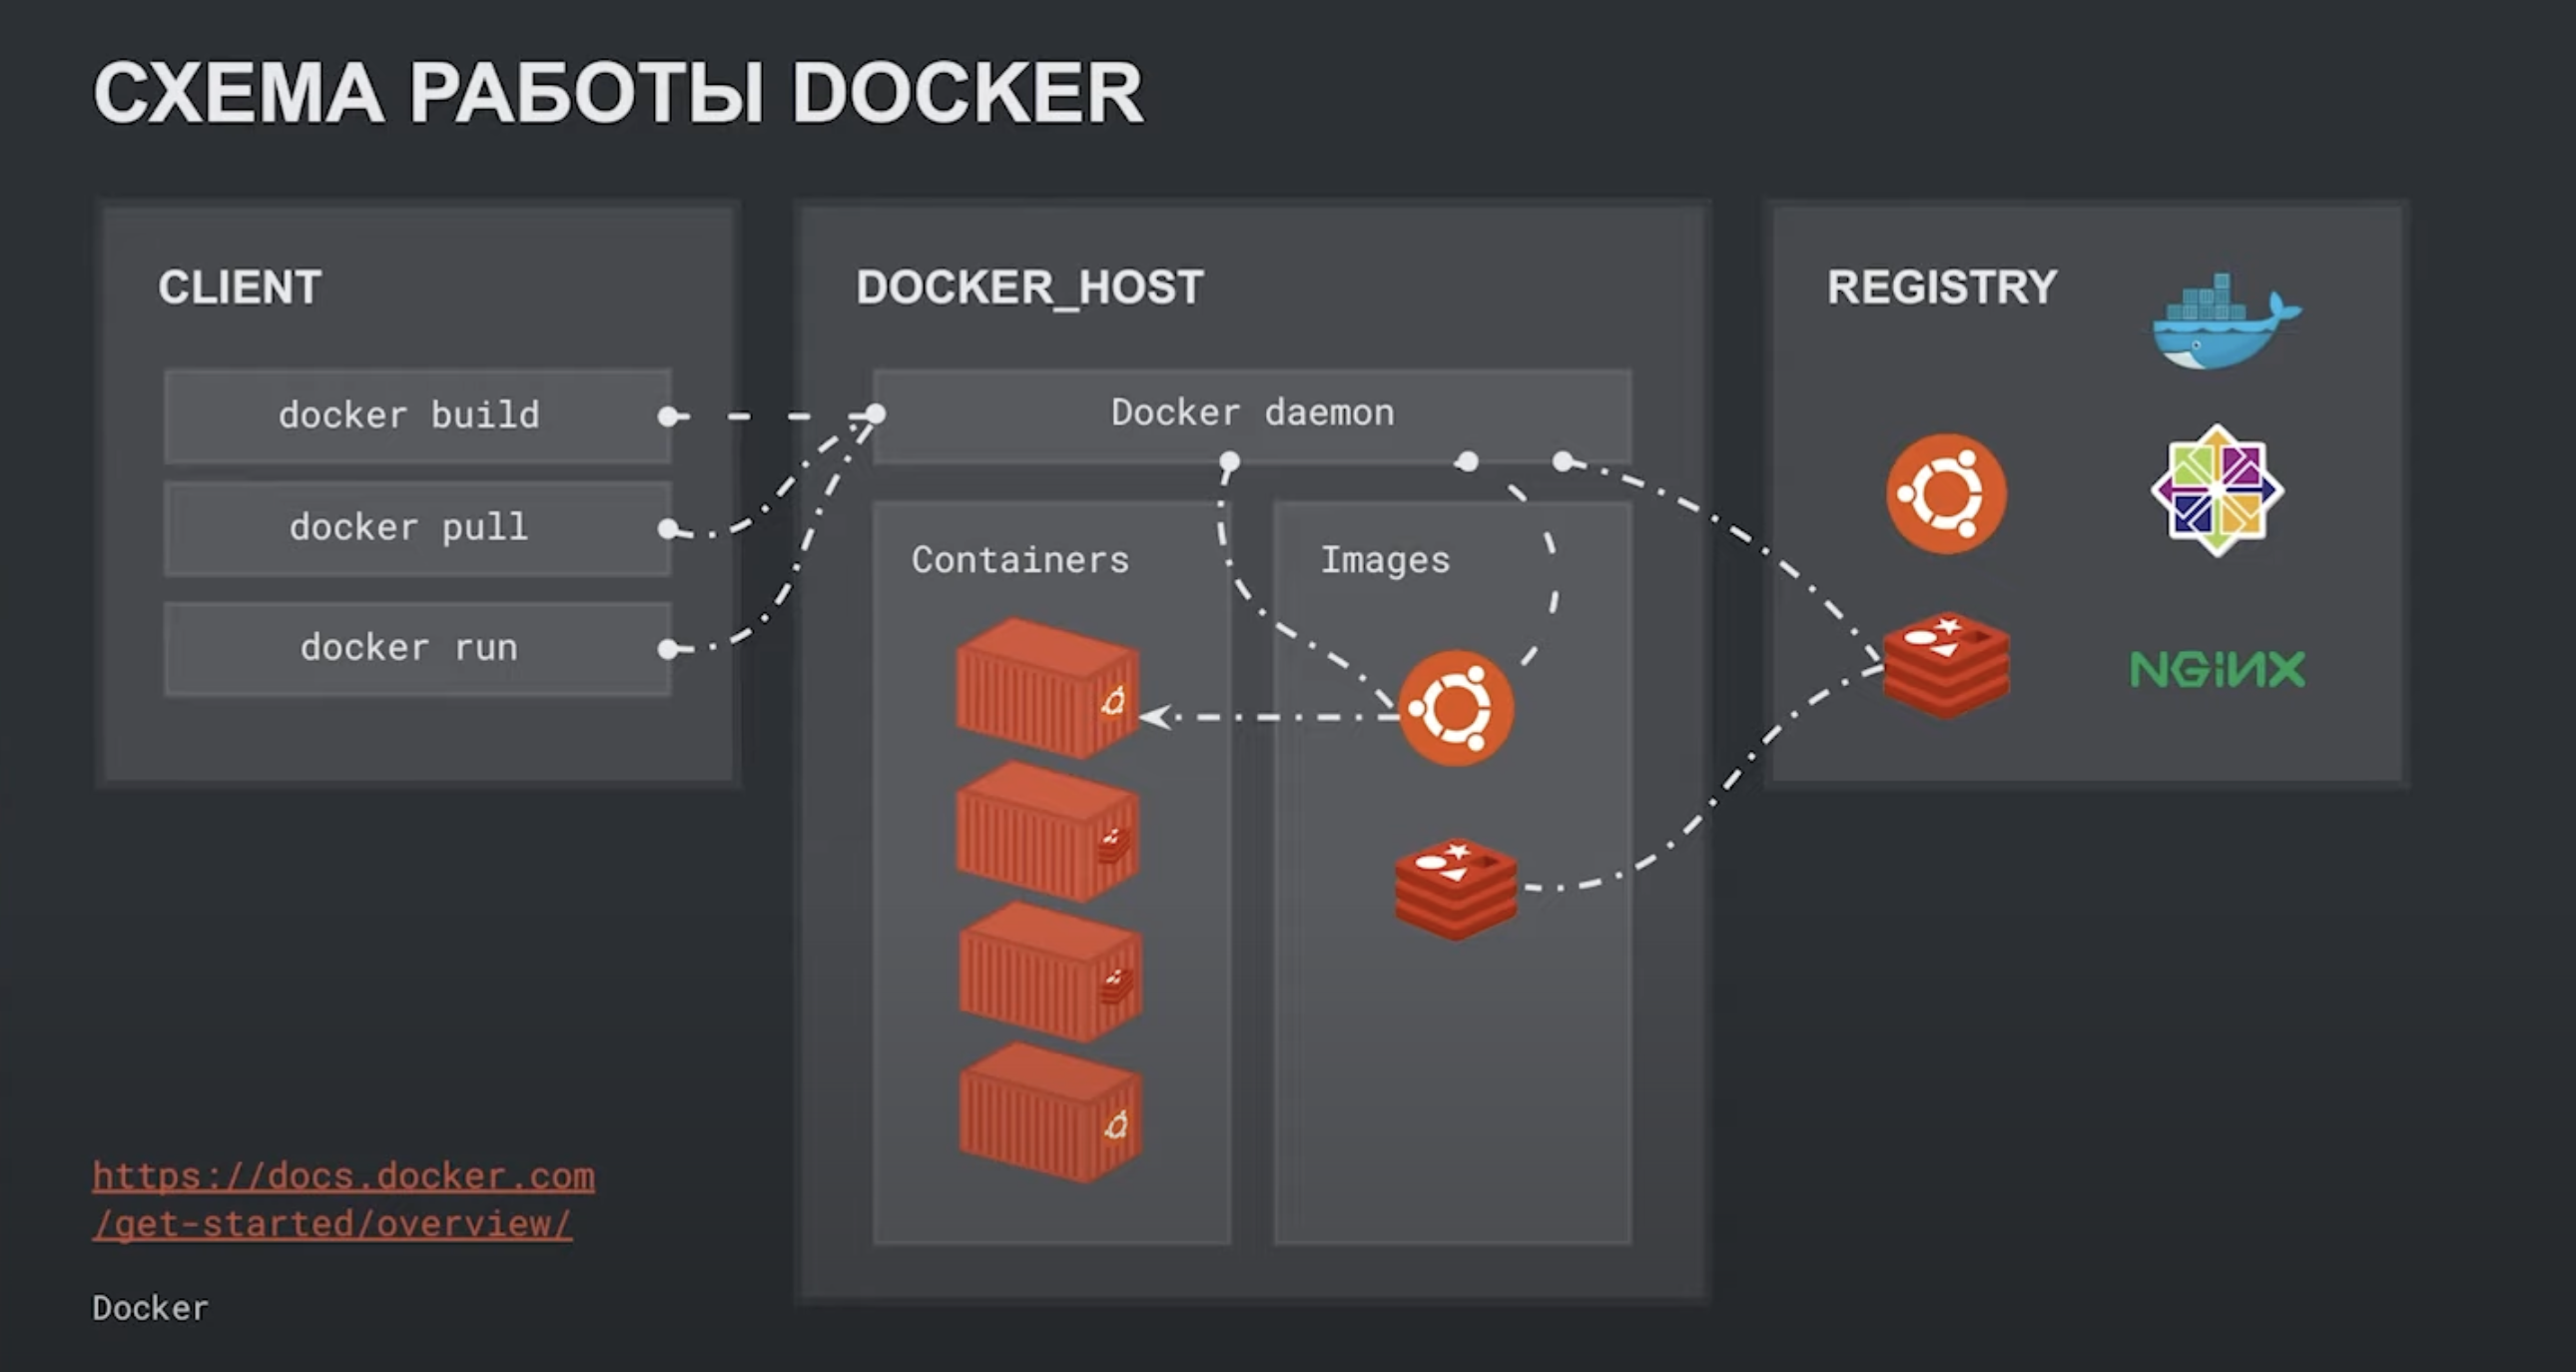 СХЕМА РАБОТЫ DOCKER
CLIENT
docker build
docker pull
docker run
DOCKER_HOST
Docker daemon
Containers
Images
REGISTRY
NGiNX
https://docs.docker.com
/get-started/overview/
Docker